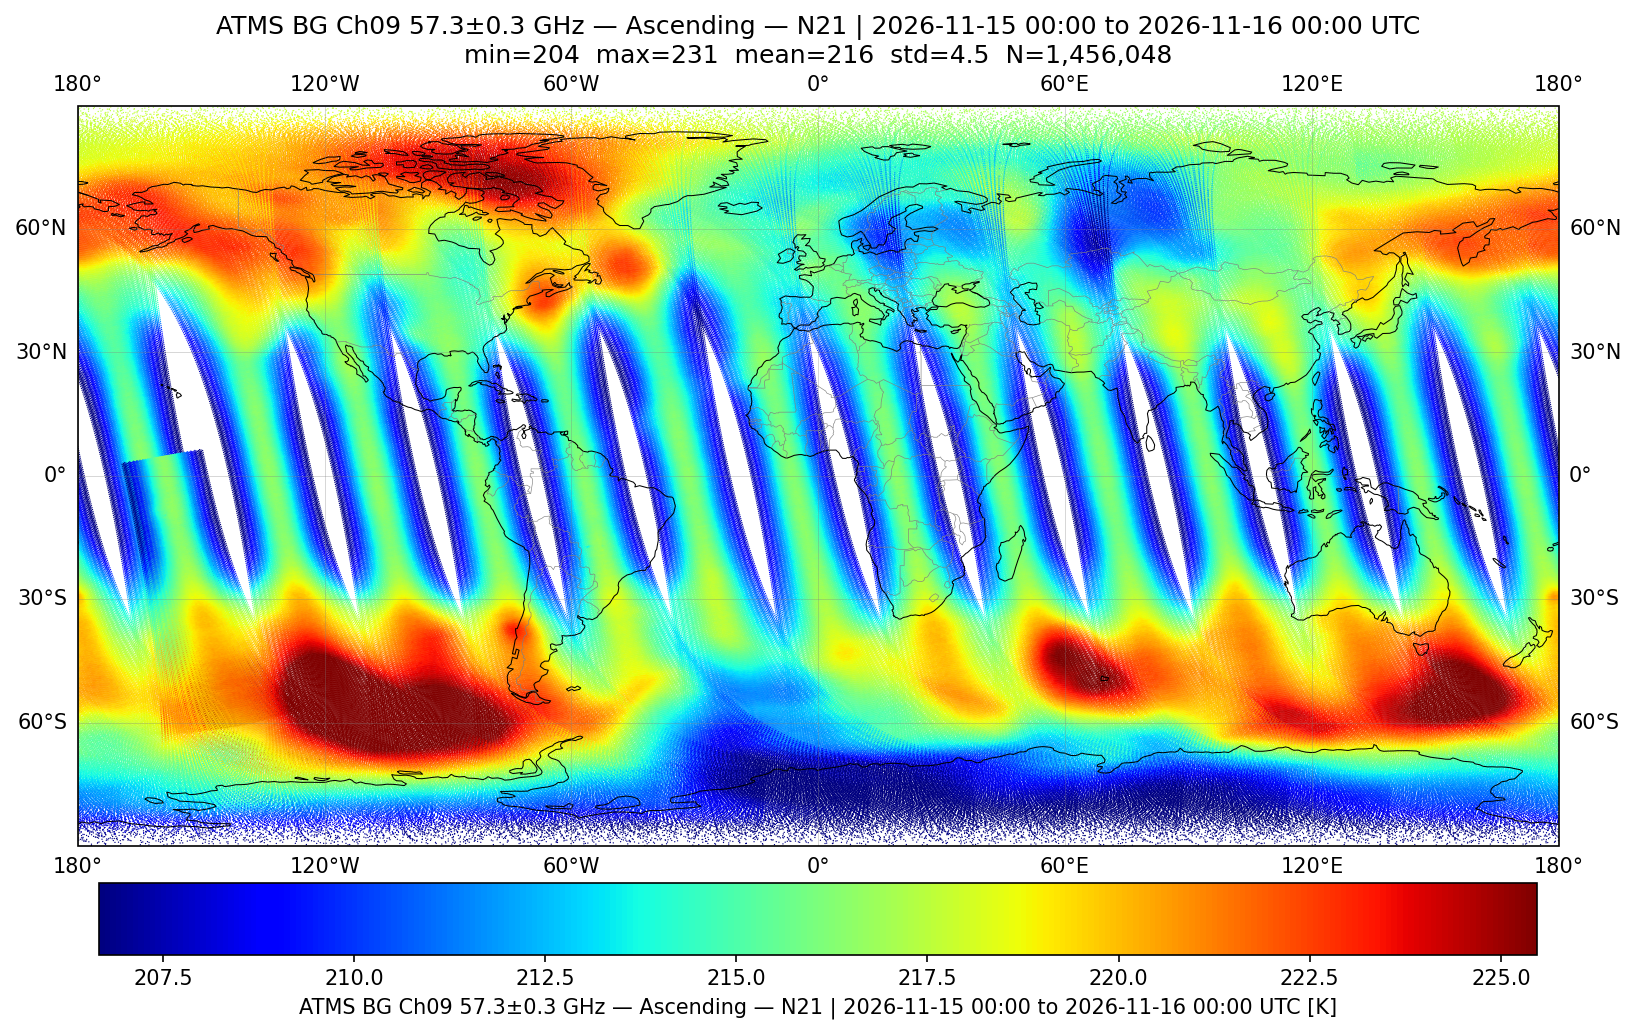 ATMS BG Ch09 57.3±0.3 GHz — Ascending — N21 | 2026-11-15 00:00 to 2026-11-16 00:00 UTC
min=204 max=231 mean=216 std=4.5 N=1,456,048
180° 120°W 60°W 0° 60°E 120°E 180°
60°N 60°N
30°N 30°N
0° 0°
30°S 30°S
60°S 60°S
180° 120°W 60°W 0° 60°E 120°E 180°
207.5 210.0 212.5 215.0 217.5 220.0 222.5 225.0
ATMS BG Ch09 57.3±0.3 GHz — Ascending — N21 | 2026-11-15 00:00 to 2026-11-16 00:00 UTC [K]